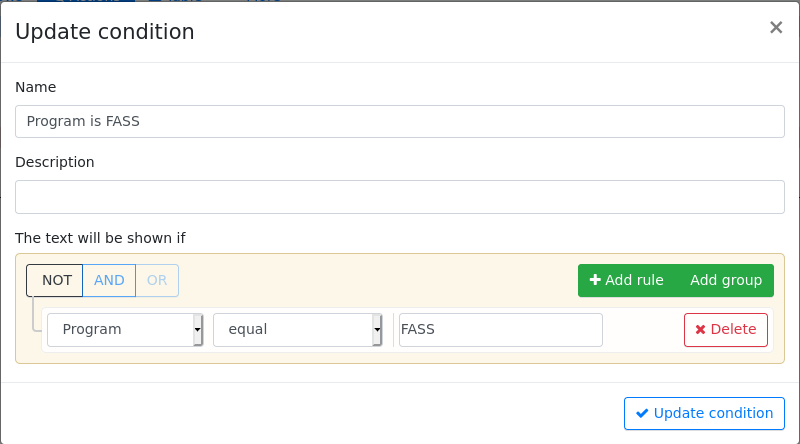 Update condition ×
Name
Program is FASS
Description
The text will be shown if
NOT AND OR Add rule Add group
Program equal FASS Delete
Update condition